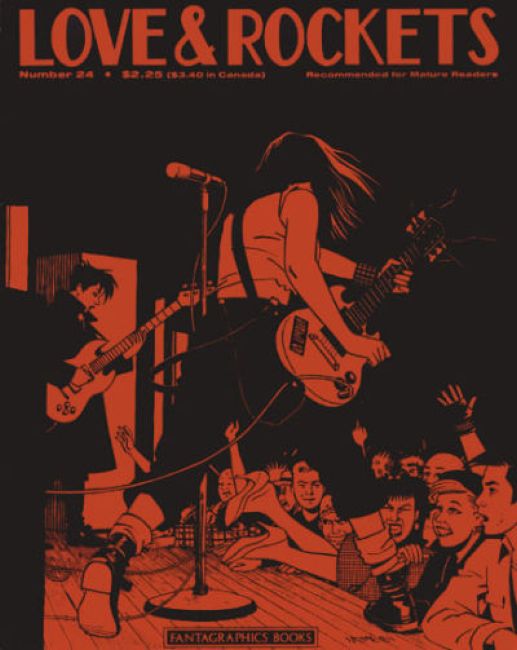 LOVE & ROCKETS
Number 24 • $2.25 ($3.40 in Canada) Recommended for Mature Readers
FANTAGRAPHICS BOOKS